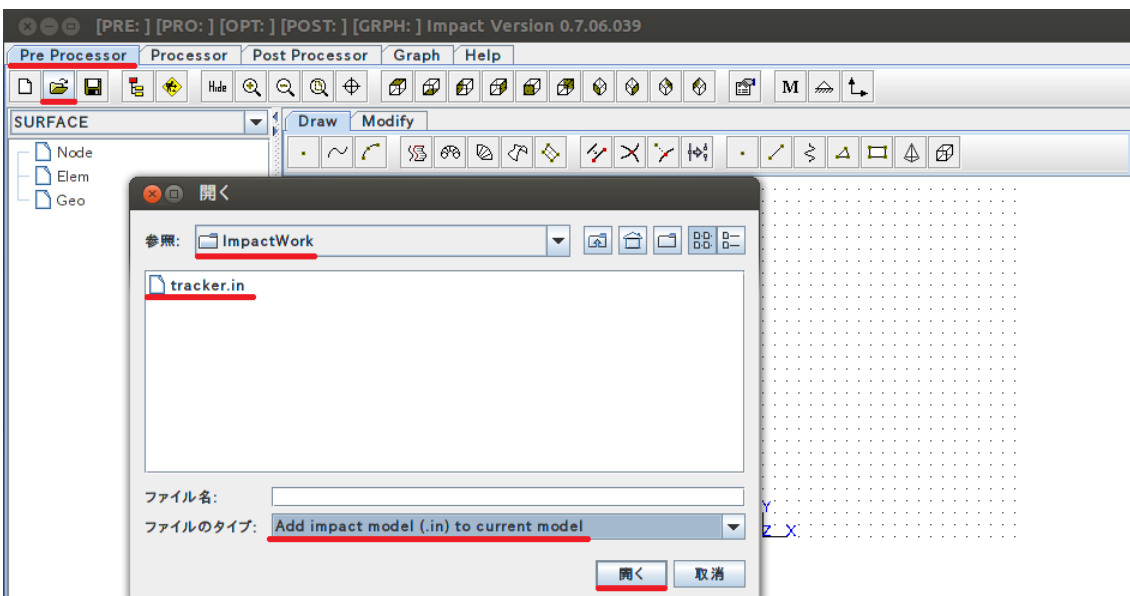 [PRE: ] [PRO: ] [OPT: ] [POST: ] [GRPH: ] Impact Version 0.7.06.039
Pre Processor Processor Post Processor Graph Help
Hide M
SURFACE Draw Modify
Node
Elem
Geo
開く
参照: ImpactWork
tracker.in
ファイル名:
ファイルのタイプ: Add impact model (.in) to current model
開く 取消
Y
Z X